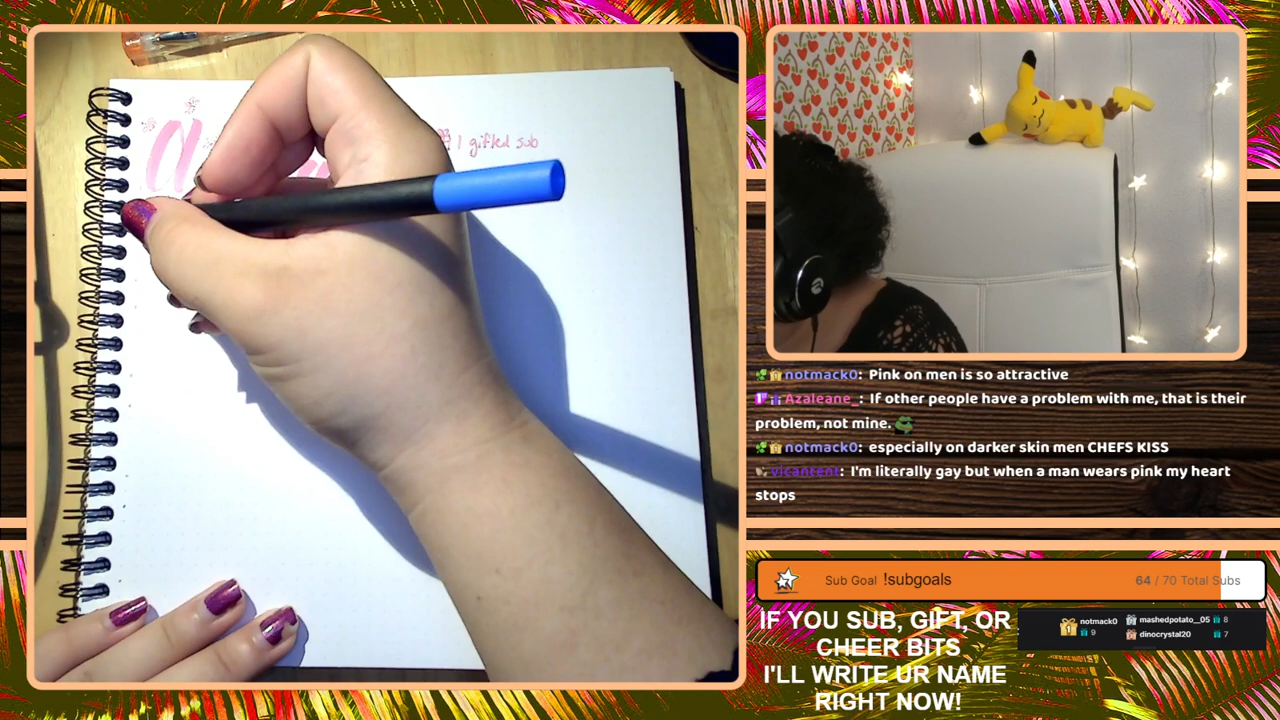 1 gifted sub
notmack0: Pink on men is so attractive
Azaleane_: If other people have a problem with me, that is their
problem, not mine.
notmack0: especially on darker skin men CHEFS KISS
vicantent: I'm literally gay but when a man wears pink my heart
stops
Sub Goal !subgoals 64 / 70 Total Subs
IF YOU SUB, GIFT, OR
CHEER BITS
I'LL WRITE UR NAME
RIGHT NOW!
1 notmack0 9
mashedpotato__05 8
dinocrystal20 7